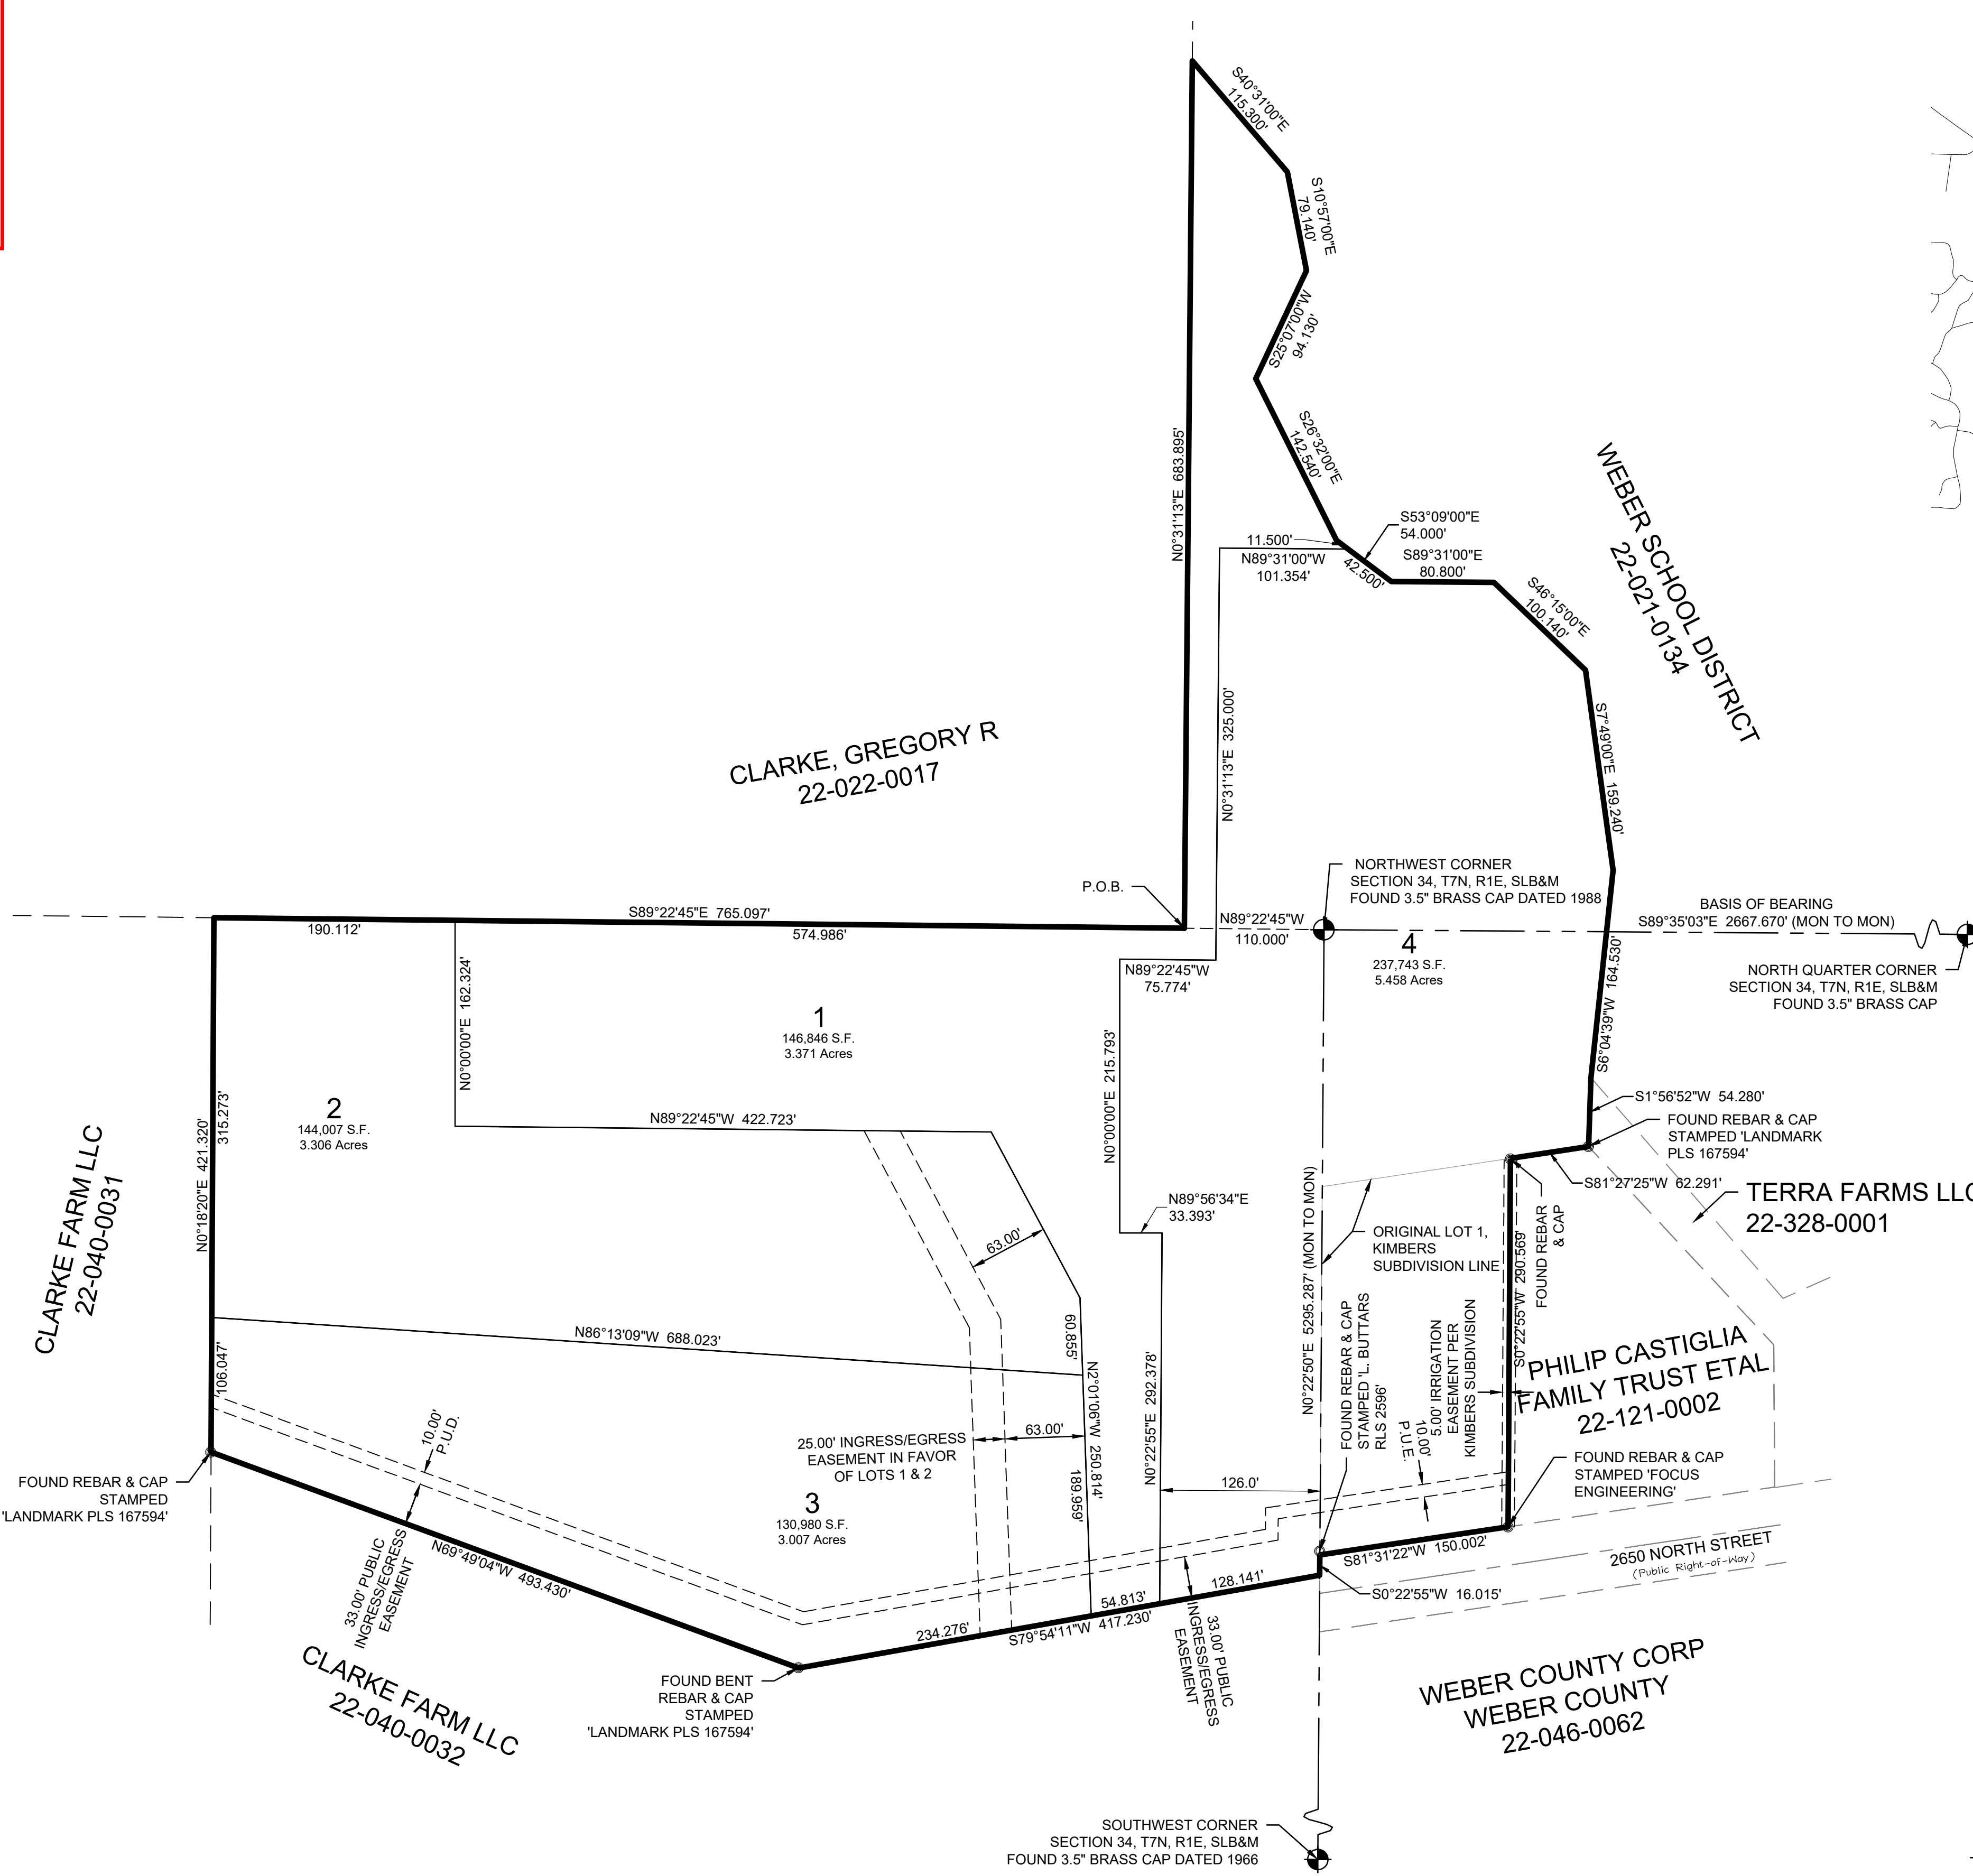 S40°31'00"E
115.300'
S10°57'00"E
79.140'
S25°07'00"W
94.130'
N0°31'13"E 683.895'
S26°32'00"E
142.540'
S53°09'00"E
54.000'
11.500'
N89°31'00"W
101.354'
42.500'
S89°31'00"E
80.800'
S46°15'00"E
100.140'
WEBER SCHOOL DISTRICT
22-021-0134
N0°31'13"E 325.000'
S7°49'00"E 159.240'
CLARKE, GREGORY R
22-022-0017
P.O.B.
NORTHWEST CORNER
SECTION 34, T7N, R1E, SLB&M
FOUND 3.5" BRASS CAP DATED 1988
BASIS OF BEARING
S89°35'03"E 2667.670' (MON TO MON)
S89°22'45"E 765.097'
190.112'
574.986'
N89°22'45"W
110.000'
4
237,743 S.F.
5.458 Acres
NORTH QUARTER CORNER
SECTION 34, T7N, R1E, SLB&M
FOUND 3.5" BRASS CAP
N89°22'45"W
75.774'
S6°04'39"W 164.530'
N0°00'00"E 162.324'
1
146,846 S.F.
3.371 Acres
N0°00'00"E 215.793'
S1°56'52"W 54.280'
FOUND REBAR & CAP
STAMPED 'LANDMARK
PLS 167594'
2
144,007 S.F.
3.306 Acres
N89°22'45"W 422.723'
CLARKE FARM LLC
22-040-0031
N0°18'20"E 421.320'
315.273'
S81°27'25"W 62.291'
TERRA FARMS LLC
22-328-0001
N89°56'34"E
33.393'
N0°22'50"E 5295.287' (MON TO MON)
ORIGINAL LOT 1,
KIMBERS
SUBDIVISION LINE
FOUND REBAR
& CAP
S0°22'55"W 290.569'
63.00'
60.855'
N86°13'09"W 688.023'
106.047'
N2°01'06"W 250.814'
189.959'
N0°22'55"E 292.378'
FOUND REBAR & CAP
STAMPED 'L. BUTTARS
RLS 2596'
10.00'
P.U.E.
5.00' IRRIGATION
EASEMENT PER
KIMBERS SUBDIVISION
PHILIP CASTIGLIA
FAMILY TRUST ETAL
22-121-0002
10.00'
P.U.D.
25.00' INGRESS/EGRESS
EASEMENT IN FAVOR
OF LOTS 1 & 2
63.00'
126.0'
FOUND REBAR & CAP
STAMPED 'FOCUS
ENGINEERING'
FOUND REBAR & CAP
STAMPED
'LANDMARK PLS 167594'
3
130,980 S.F.
3.007 Acres
33.00' PUBLIC
INGRESS/EGRESS
EASEMENT
N69°49'04"W 493.430'
S81°31'22"W 150.002'
2650 NORTH STREET
(Public Right-of-Way)
S0°22'55"W 16.015'
128.141'
54.813'
234.276'
S79°54'11"W 417.230'
33.00' PUBLIC
INGRESS/EGRESS
EASEMENT
CLARKE FARM LLC
22-040-0032
FOUND BENT
REBAR & CAP
STAMPED
'LANDMARK PLS 167594'
WEBER COUNTY CORP
WEBER COUNTY
22-046-0062
SOUTHWEST CORNER
SECTION 34, T7N, R1E, SLB&M
FOUND 3.5" BRASS CAP DATED 1966